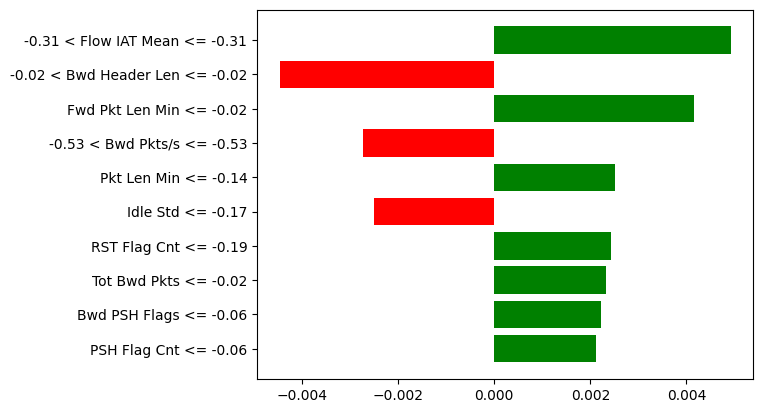 -0.31 < Flow IAT Mean <= -0.31
-0.02 < Bwd Header Len <= -0.02
Fwd Pkt Len Min <= -0.02
-0.53 < Bwd Pkts/s <= -0.53
Pkt Len Min <= -0.14
Idle Std <= -0.17
RST Flag Cnt <= -0.19
Tot Bwd Pkts <= -0.02
Bwd PSH Flags <= -0.06
PSH Flag Cnt <= -0.06
−0.004 −0.002 0.000 0.002 0.004